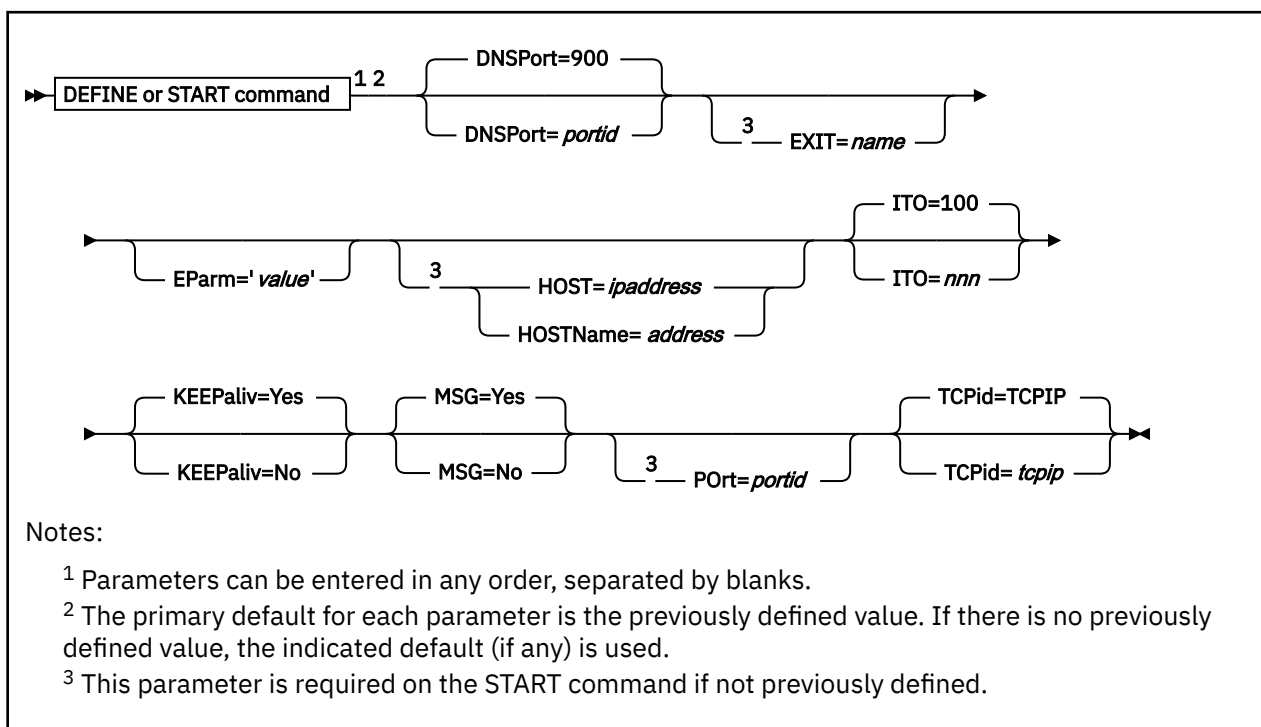 DNSPort=900
DEFINE or START command 1 2
DNSPort= portid
3 EXIT= name
ITO=100
EParm=' value'
3 HOST= ipaddress
ITO= nnn
HOSTName= address
KEEPaliv=Yes MSG=Yes TCPid=TCPIP
KEEPaliv=No MSG=No 3 POrt= portid TCPid= tcpip
Notes:
1 Parameters can be entered in any order, separated by blanks.
2 The primary default for each parameter is the previously defined value. If there is no previously
defined value, the indicated default (if any) is used.
3 This parameter is required on the START command if not previously defined.